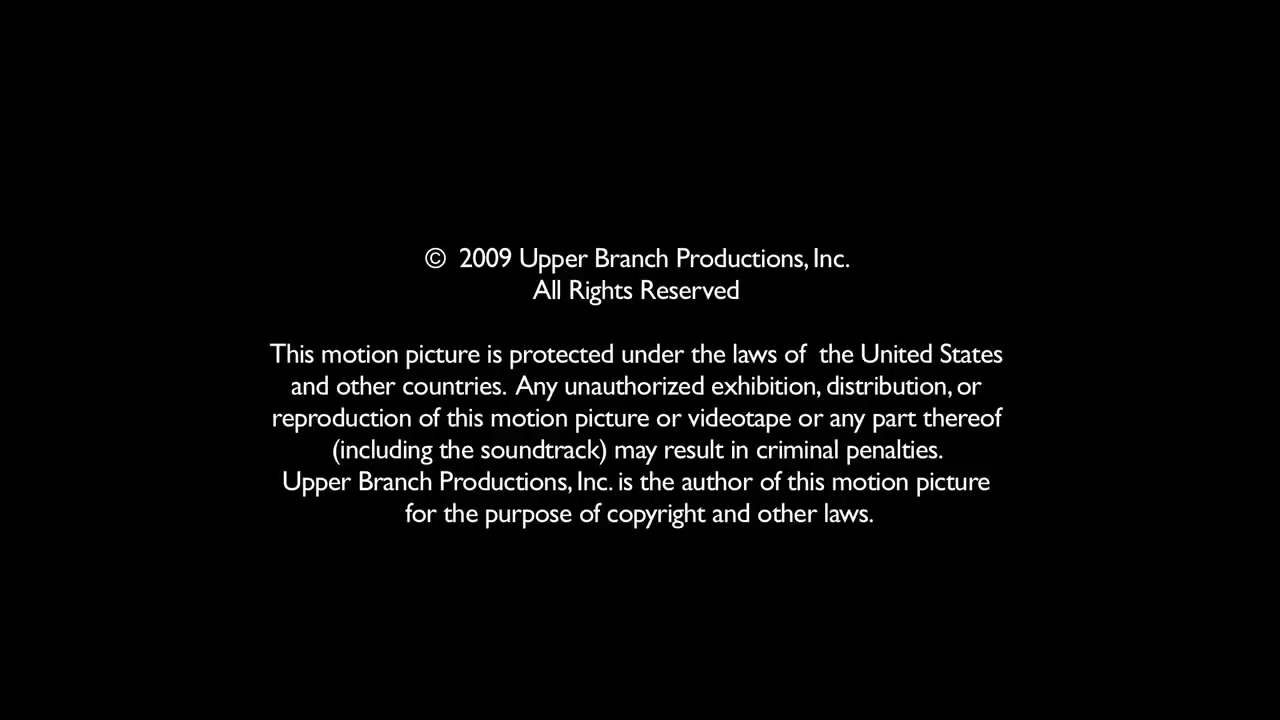 © 2009 Upper Branch Productions, Inc.
All Rights Reserved
This motion picture is protected under the laws of the United States
and other countries. Any unauthorized exhibition, distribution, or
reproduction of this motion picture or videotape or any part thereof
(including the soundtrack) may result in criminal penalties.
Upper Branch Productions, Inc. is the author of this motion picture
for the purpose of copyright and other laws.